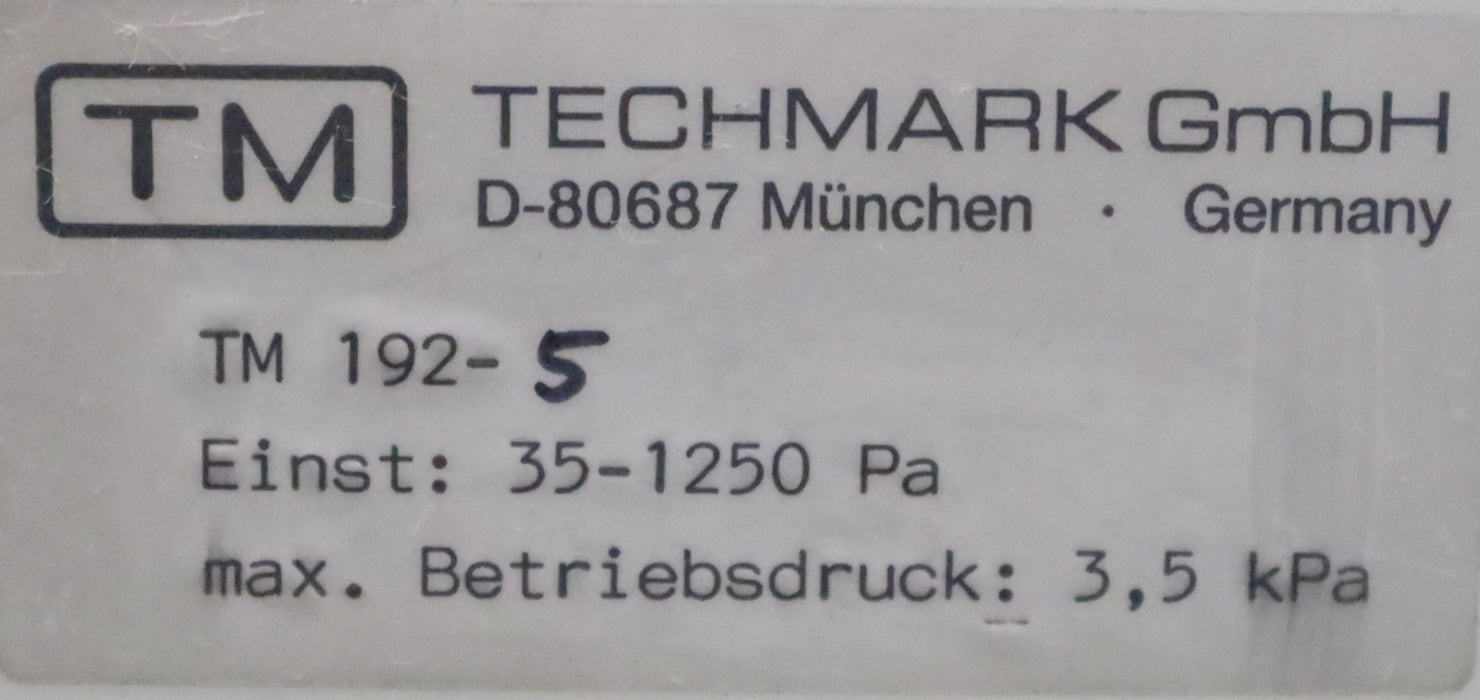 TM
TECHMARK GmbH
D-80687 München · Germany
TM 192-5
Einst: 35-1250 Pa
max. Betriebsdruck: 3,5 kPa